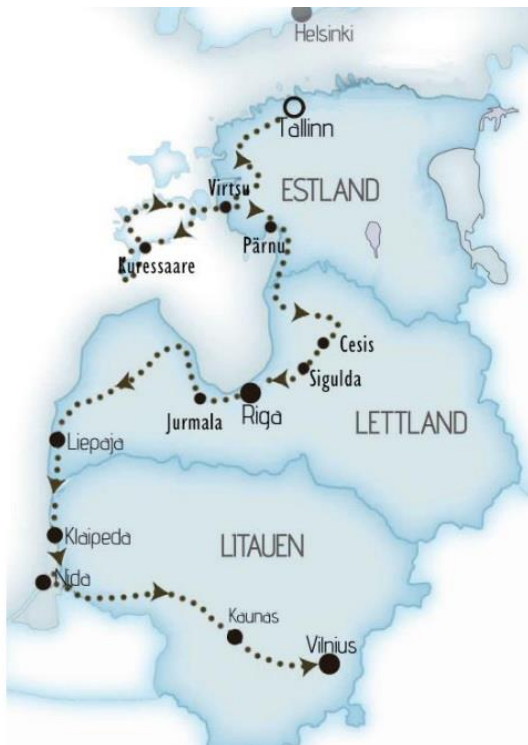 Helsinki
Tallinn
ESTLAND
Virtsu
Pärnu
Kuressaare
Cesis
Sigulda
Riga
Jurmala
LETTLAND
Liepaja
Klaipeda
LITAUEN
Nida
Kaunas
Vilnius